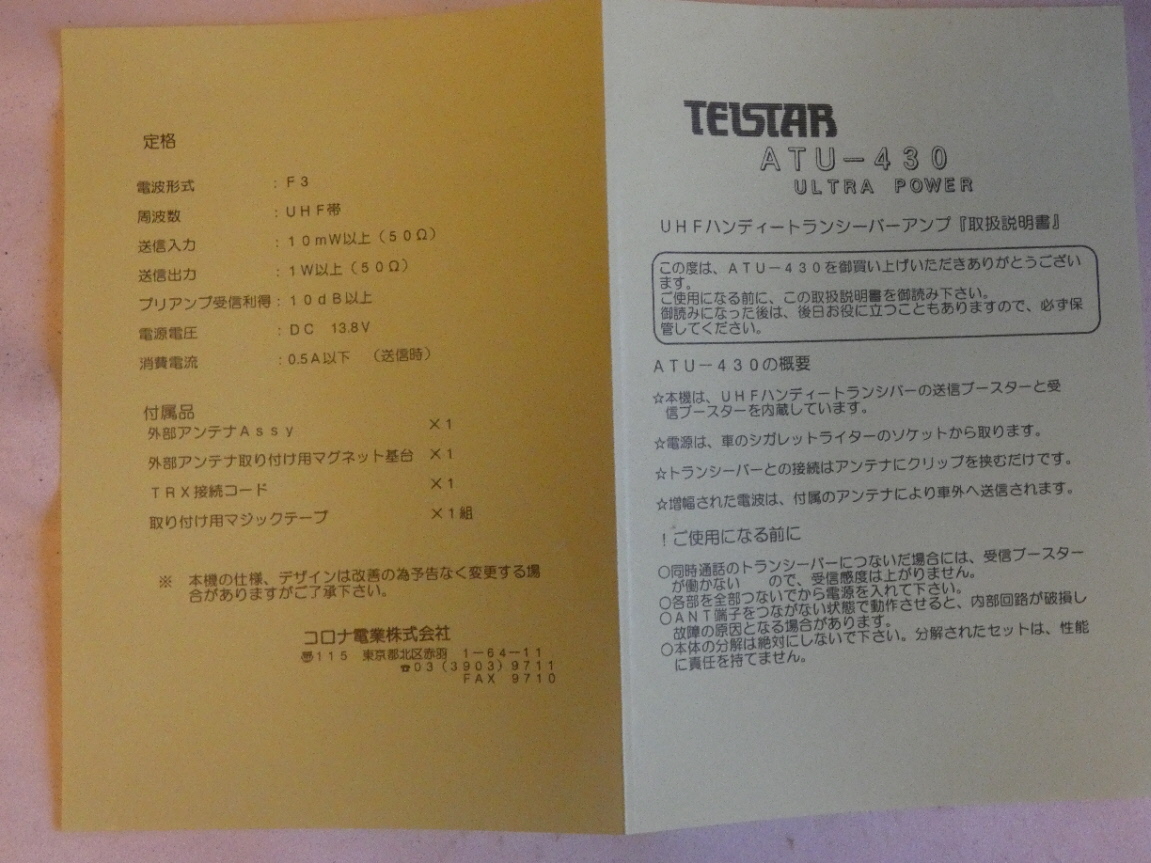 定格
電波形式 :F3
周波数 :UHF帯
送信入力 :10mW以上(50Ω)
送信出力 :1W以上(50Ω)
プリアンプ受信利得:10dB以上
電源電圧 :DC 13.8V
消費電流 :0.5A以下 (送信時)
付属品
外部アンテナAssy ×1
外部アンテナ取り付け用マグネット基台 ×1
TRX接続コード ×1
取り付け用マジックテープ ×1組
※ 本機の仕様、デザインは改善の為予告なく変更する場
合がありますがご了承下さい。
コロナ電業株式会社
〠115 東京都北区赤羽 1-64-11
☎03(3903)9711
FAX 9710
TELSTAR
ATU-430
ULTRA POWER
UHFハンディートランシーバーアンプ『取扱説明書』
この度は、ATU-430を御買い上げいただきありがとうござい
ます。
ご使用になる前に、この取扱説明書を御読み下さい。
御読みになった後は、後日お役に立つこともありますので、必ず保
管してください。
ATU-430の概要
☆本機は、UHFハンディートランシバーの送信ブースターと受
信ブースターを内蔵しています。
☆電源は、車のシガレットライターのソケットから取ります。
☆トランシーバーとの接続はアンテナにクリップを挟むだけです。
☆増幅された電波は、付属のアンテナにより車外へ送信されます。
!ご使用になる前に
○同時通話のトランシーバーにつないだ場合には、受信ブースター
が働かない ので、受信感度は上がりません。
○各部を全部つないでから電源を入れて下さい。
○ANT端子をつながない状態で動作させると、内部回路が破損し
故障の原因となる場合があります。
○本体の分解は絶対にしないで下さい。分解されたセットは、性能
に責任を持てません。